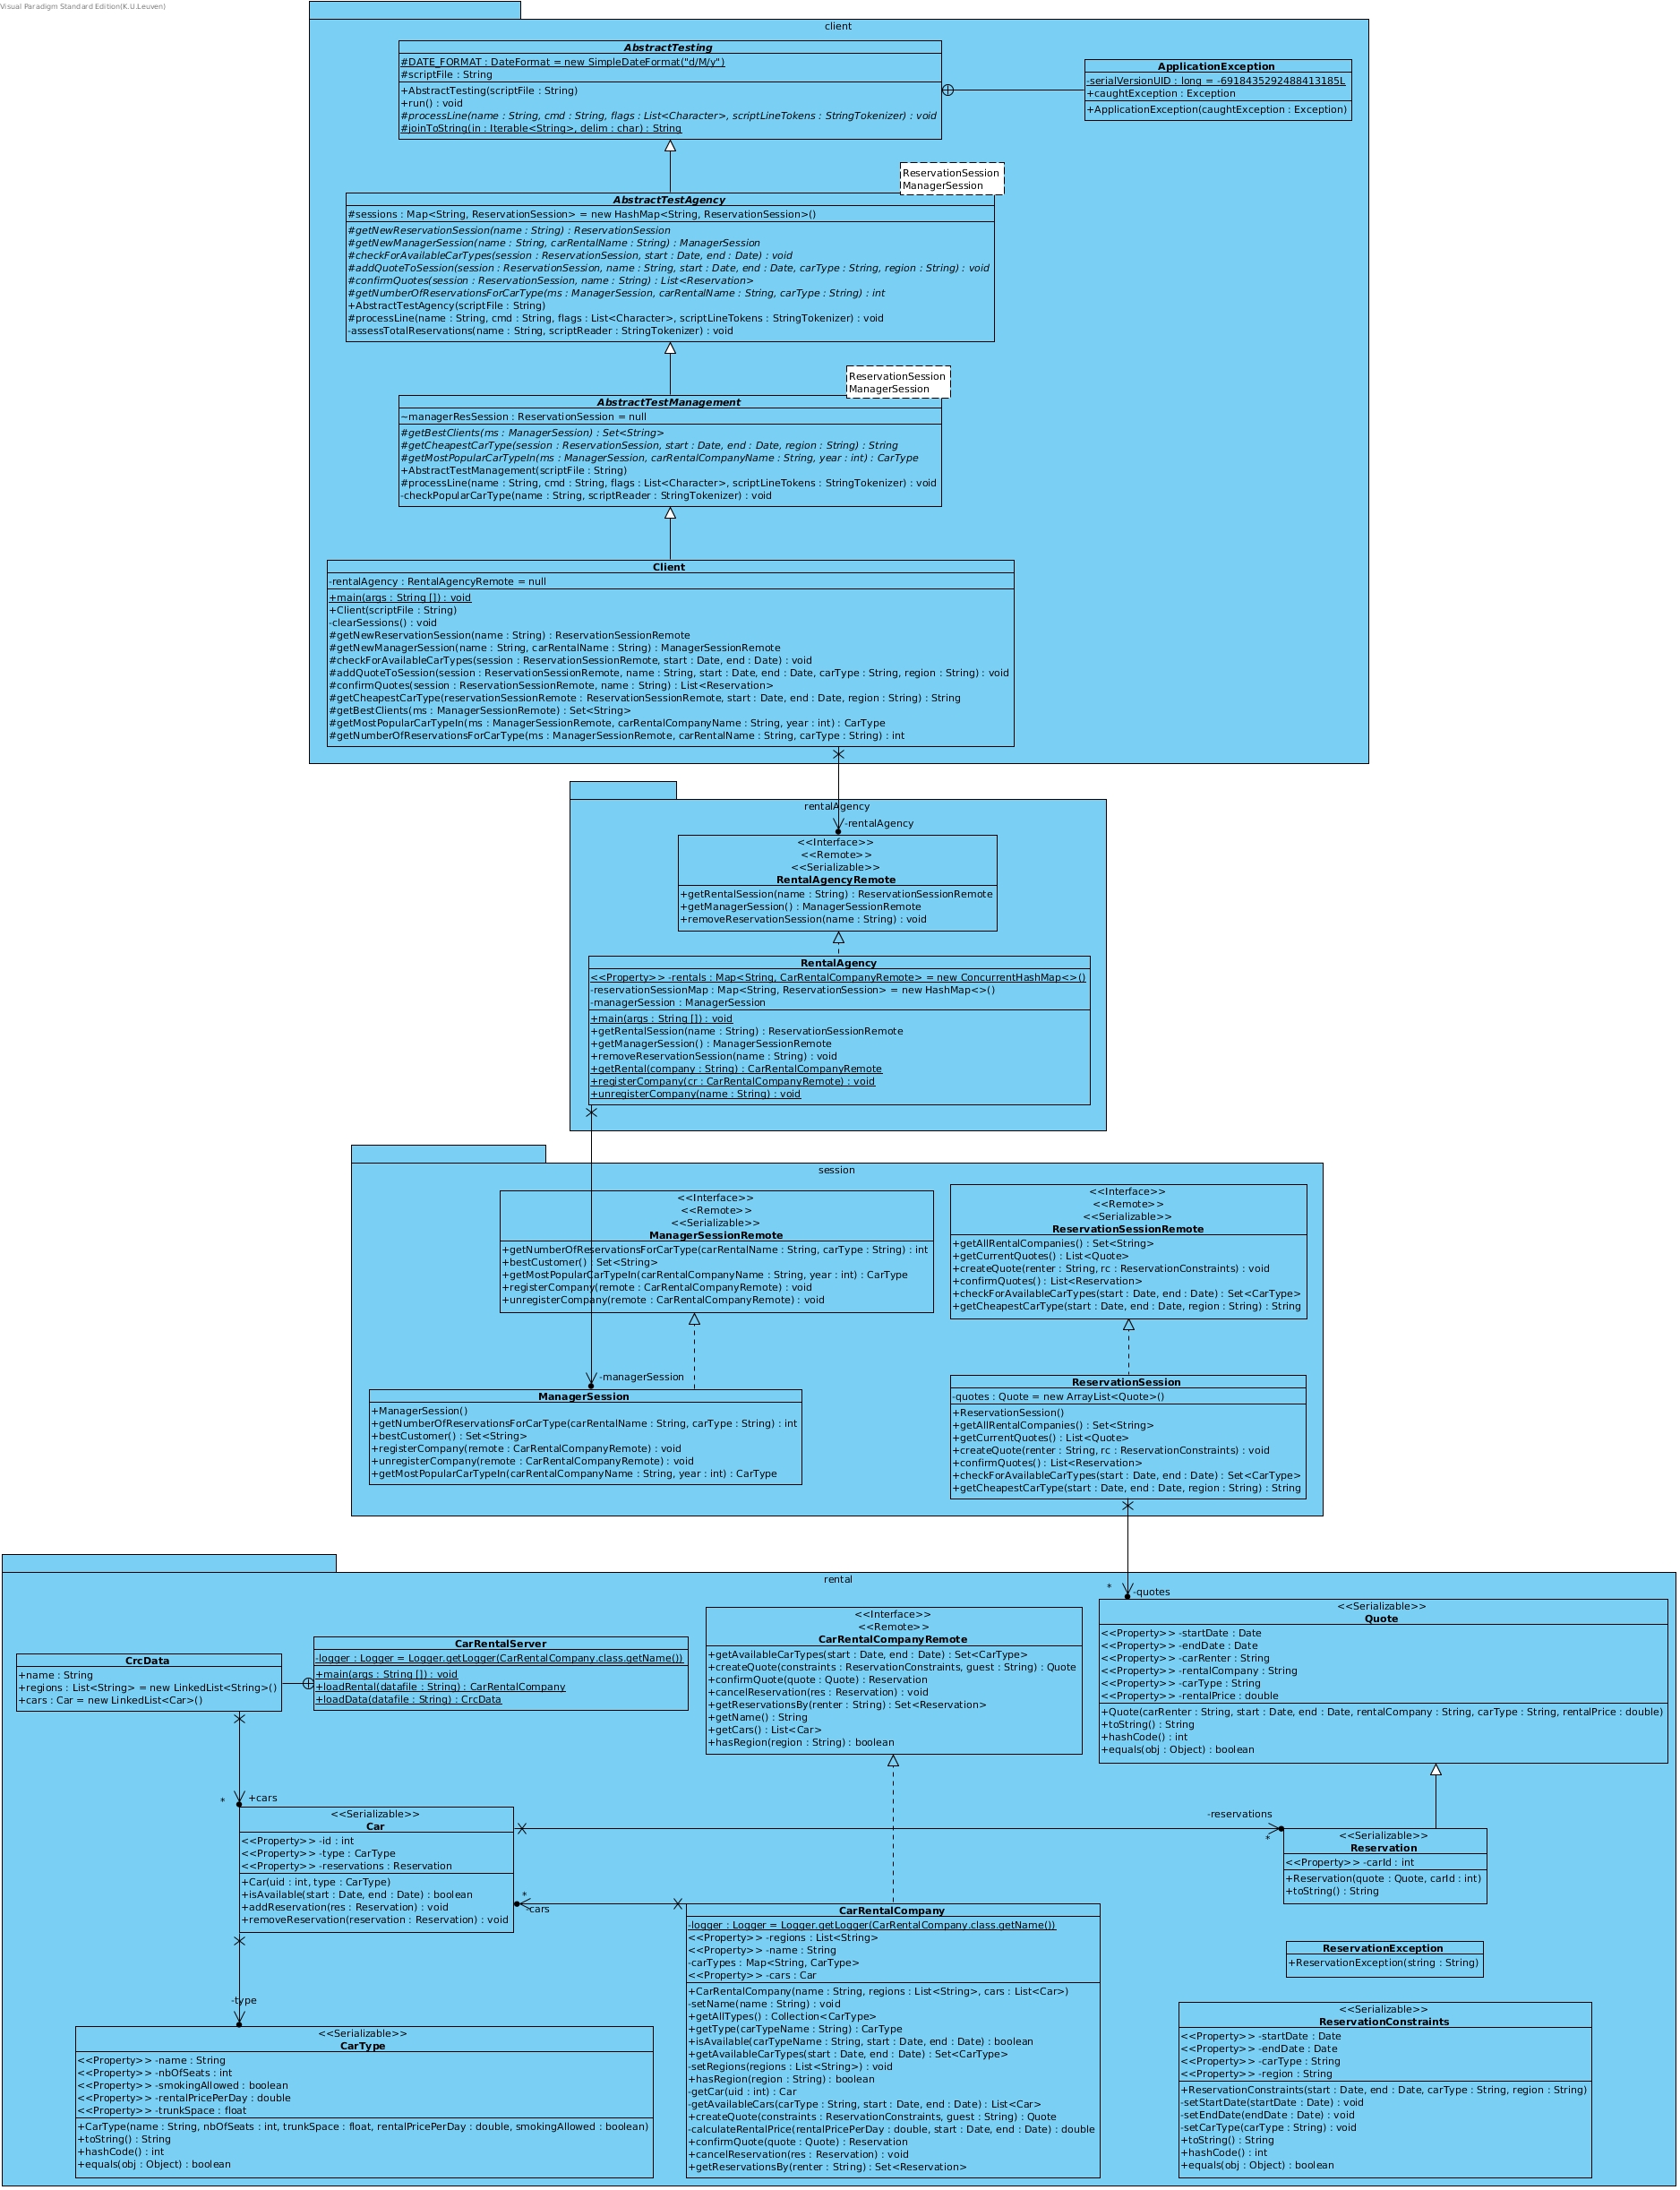 Visual Paradigm Standard Edition(K.U.Leuven)
client
AbstractTesting
#DATE_FORMAT : DateFormat = new SimpleDateFormat("d/M/y")
#scriptFile : String
+AbstractTesting(scriptFile : String)
+run() : void
#processLine(name : String, cmd : String, flags : List<Character>, scriptLineTokens : StringTokenizer) : void
#joinToString(in : Iterable<String>, delim : char) : String
ApplicationException
-serialVersionUID : long = -6918435292488413185L
+caughtException : Exception
+ApplicationException(caughtException : Exception)
ReservationSession
ManagerSession
AbstractTestAgency
#sessions : Map<String, ReservationSession> = new HashMap<String, ReservationSession>()
#getNewReservationSession(name : String) : ReservationSession
#getNewManagerSession(name : String, carRentalName : String) : ManagerSession
#checkForAvailableCarTypes(session : ReservationSession, start : Date, end : Date) : void
#addQuoteToSession(session : ReservationSession, name : String, start : Date, end : Date, carType : String, region : String) : void
#confirmQuotes(session : ReservationSession, name : String) : List<Reservation>
#getNumberOfReservationsForCarType(ms : ManagerSession, carRentalName : String, carType : String) : int
+AbstractTestAgency(scriptFile : String)
#processLine(name : String, cmd : String, flags : List<Character>, scriptLineTokens : StringTokenizer) : void
-assessTotalReservations(name : String, scriptReader : StringTokenizer) : void
ReservationSession
ManagerSession
AbstractTestManagement
~managerResSession : ReservationSession = null
#getBestClients(ms : ManagerSession) : Set<String>
#getCheapestCarType(session : ReservationSession, start : Date, end : Date, region : String) : String
#getMostPopularCarTypeIn(ms : ManagerSession, carRentalCompanyName : String, year : int) : CarType
+AbstractTestManagement(scriptFile : String)
#processLine(name : String, cmd : String, flags : List<Character>, scriptLineTokens : StringTokenizer) : void
-checkPopularCarType(name : String, scriptReader : StringTokenizer) : void
Client
-rentalAgency : RentalAgencyRemote = null
+main(args : String []) : void
+Client(scriptFile : String)
-clearSessions() : void
#getNewReservationSession(name : String) : ReservationSessionRemote
#getNewManagerSession(name : String, carRentalName : String) : ManagerSessionRemote
#checkForAvailableCarTypes(session : ReservationSessionRemote, start : Date, end : Date) : void
#addQuoteToSession(session : ReservationSessionRemote, name : String, start : Date, end : Date, carType : String, region : String) : void
#confirmQuotes(session : ReservationSessionRemote, name : String) : List<Reservation>
#getCheapestCarType(reservationSessionRemote : ReservationSessionRemote, start : Date, end : Date, region : String) : String
#getBestClients(ms : ManagerSessionRemote) : Set<String>
#getMostPopularCarTypeIn(ms : ManagerSessionRemote, carRentalCompanyName : String, year : int) : CarType
#getNumberOfReservationsForCarType(ms : ManagerSessionRemote, carRentalName : String, carType : String) : int
rentalAgency
-rentalAgency
<<Interface>>
<<Remote>>
<<Serializable>>
RentalAgencyRemote
+getRentalSession(name : String) : ReservationSessionRemote
+getManagerSession() : ManagerSessionRemote
+removeReservationSession(name : String) : void
RentalAgency
<<Property>> -rentals : Map<String, CarRentalCompanyRemote> = new ConcurrentHashMap<>()
-reservationSessionMap : Map<String, ReservationSession> = new HashMap<>()
-managerSession : ManagerSession
+main(args : String []) : void
+getRentalSession(name : String) : ReservationSessionRemote
+getManagerSession() : ManagerSessionRemote
+removeReservationSession(name : String) : void
+getRental(company : String) : CarRentalCompanyRemote
+registerCompany(cr : CarRentalCompanyRemote) : void
+unregisterCompany(name : String) : void
session
<<Interface>>
<<Remote>>
<<Serializable>>
ManagerSessionRemote
+getNumberOfReservationsForCarType(carRentalName : String, carType : String) : int
+bestCustomer() : Set<String>
+getMostPopularCarTypeIn(carRentalCompanyName : String, year : int) : CarType
+registerCompany(remote : CarRentalCompanyRemote) : void
+unregisterCompany(remote : CarRentalCompanyRemote) : void
<<Interface>>
<<Remote>>
<<Serializable>>
ReservationSessionRemote
+getAllRentalCompanies() : Set<String>
+getCurrentQuotes() : List<Quote>
+createQuote(renter : String, rc : ReservationConstraints) : void
+confirmQuotes() : List<Reservation>
+checkForAvailableCarTypes(start : Date, end : Date) : Set<CarType>
+getCheapestCarType(start : Date, end : Date, region : String) : String
-managerSession
ManagerSession
+ManagerSession()
+getNumberOfReservationsForCarType(carRentalName : String, carType : String) : int
+bestCustomer() : Set<String>
+registerCompany(remote : CarRentalCompanyRemote) : void
+unregisterCompany(remote : CarRentalCompanyRemote) : void
+getMostPopularCarTypeIn(carRentalCompanyName : String, year : int) : CarType
ReservationSession
-quotes : Quote = new ArrayList<Quote>()
+ReservationSession()
+getAllRentalCompanies() : Set<String>
+getCurrentQuotes() : List<Quote>
+createQuote(renter : String, rc : ReservationConstraints) : void
+confirmQuotes() : List<Reservation>
+checkForAvailableCarTypes(start : Date, end : Date) : Set<CarType>
+getCheapestCarType(start : Date, end : Date, region : String) : String
rental
*
-quotes
CrcData
+name : String
+regions : List<String> = new LinkedList<String>()
+cars : Car = new LinkedList<Car>()
CarRentalServer
-logger : Logger = Logger.getLogger(CarRentalCompany.class.getName())
+main(args : String []) : void
+loadRental(datafile : String) : CarRentalCompany
+loadData(datafile : String) : CrcData
<<Interface>>
<<Remote>>
CarRentalCompanyRemote
+getAvailableCarTypes(start : Date, end : Date) : Set<CarType>
+createQuote(constraints : ReservationConstraints, guest : String) : Quote
+confirmQuote(quote : Quote) : Reservation
+cancelReservation(res : Reservation) : void
+getReservationsBy(renter : String) : Set<Reservation>
+getName() : String
+getCars() : List<Car>
+hasRegion(region : String) : boolean
<<Serializable>>
Quote
<<Property>> -startDate : Date
<<Property>> -endDate : Date
<<Property>> -carRenter : String
<<Property>> -rentalCompany : String
<<Property>> -carType : String
<<Property>> -rentalPrice : double
+Quote(carRenter : String, start : Date, end : Date, rentalCompany : String, carType : String, rentalPrice : double)
+toString() : String
+hashCode() : int
+equals(obj : Object) : boolean
*
+cars
<<Serializable>>
Car
<<Property>> -id : int
<<Property>> -type : CarType
<<Property>> -reservations : Reservation
+Car(uid : int, type : CarType)
+isAvailable(start : Date, end : Date) : boolean
+addReservation(res : Reservation) : void
+removeReservation(reservation : Reservation) : void
-reservations
*
<<Serializable>>
Reservation
<<Property>> -carId : int
+Reservation(quote : Quote, carId : int)
+toString() : String
*
-cars
CarRentalCompany
-logger : Logger = Logger.getLogger(CarRentalCompany.class.getName())
<<Property>> -regions : List<String>
<<Property>> -name : String
-carTypes : Map<String, CarType>
<<Property>> -cars : Car
+CarRentalCompany(name : String, regions : List<String>, cars : List<Car>)
-setName(name : String) : void
+getAllTypes() : Collection<CarType>
+getType(carTypeName : String) : CarType
+isAvailable(carTypeName : String, start : Date, end : Date) : boolean
+getAvailableCarTypes(start : Date, end : Date) : Set<CarType>
-setRegions(regions : List<String>) : void
+hasRegion(region : String) : boolean
-getCar(uid : int) : Car
-getAvailableCars(carType : String, start : Date, end : Date) : List<Car>
+createQuote(constraints : ReservationConstraints, guest : String) : Quote
-calculateRentalPrice(rentalPricePerDay : double, start : Date, end : Date) : double
+confirmQuote(quote : Quote) : Reservation
+cancelReservation(res : Reservation) : void
+getReservationsBy(renter : String) : Set<Reservation>
ReservationException
+ReservationException(string : String)
-type
<<Serializable>>
CarType
<<Property>> -name : String
<<Property>> -nbOfSeats : int
<<Property>> -smokingAllowed : boolean
<<Property>> -rentalPricePerDay : double
<<Property>> -trunkSpace : float
+CarType(name : String, nbOfSeats : int, trunkSpace : float, rentalPricePerDay : double, smokingAllowed : boolean)
+toString() : String
+hashCode() : int
+equals(obj : Object) : boolean
<<Serializable>>
ReservationConstraints
<<Property>> -startDate : Date
<<Property>> -endDate : Date
<<Property>> -carType : String
<<Property>> -region : String
+ReservationConstraints(start : Date, end : Date, carType : String, region : String)
-setStartDate(startDate : Date) : void
-setEndDate(endDate : Date) : void
-setCarType(carType : String) : void
+toString() : String
+hashCode() : int
+equals(obj : Object) : boolean